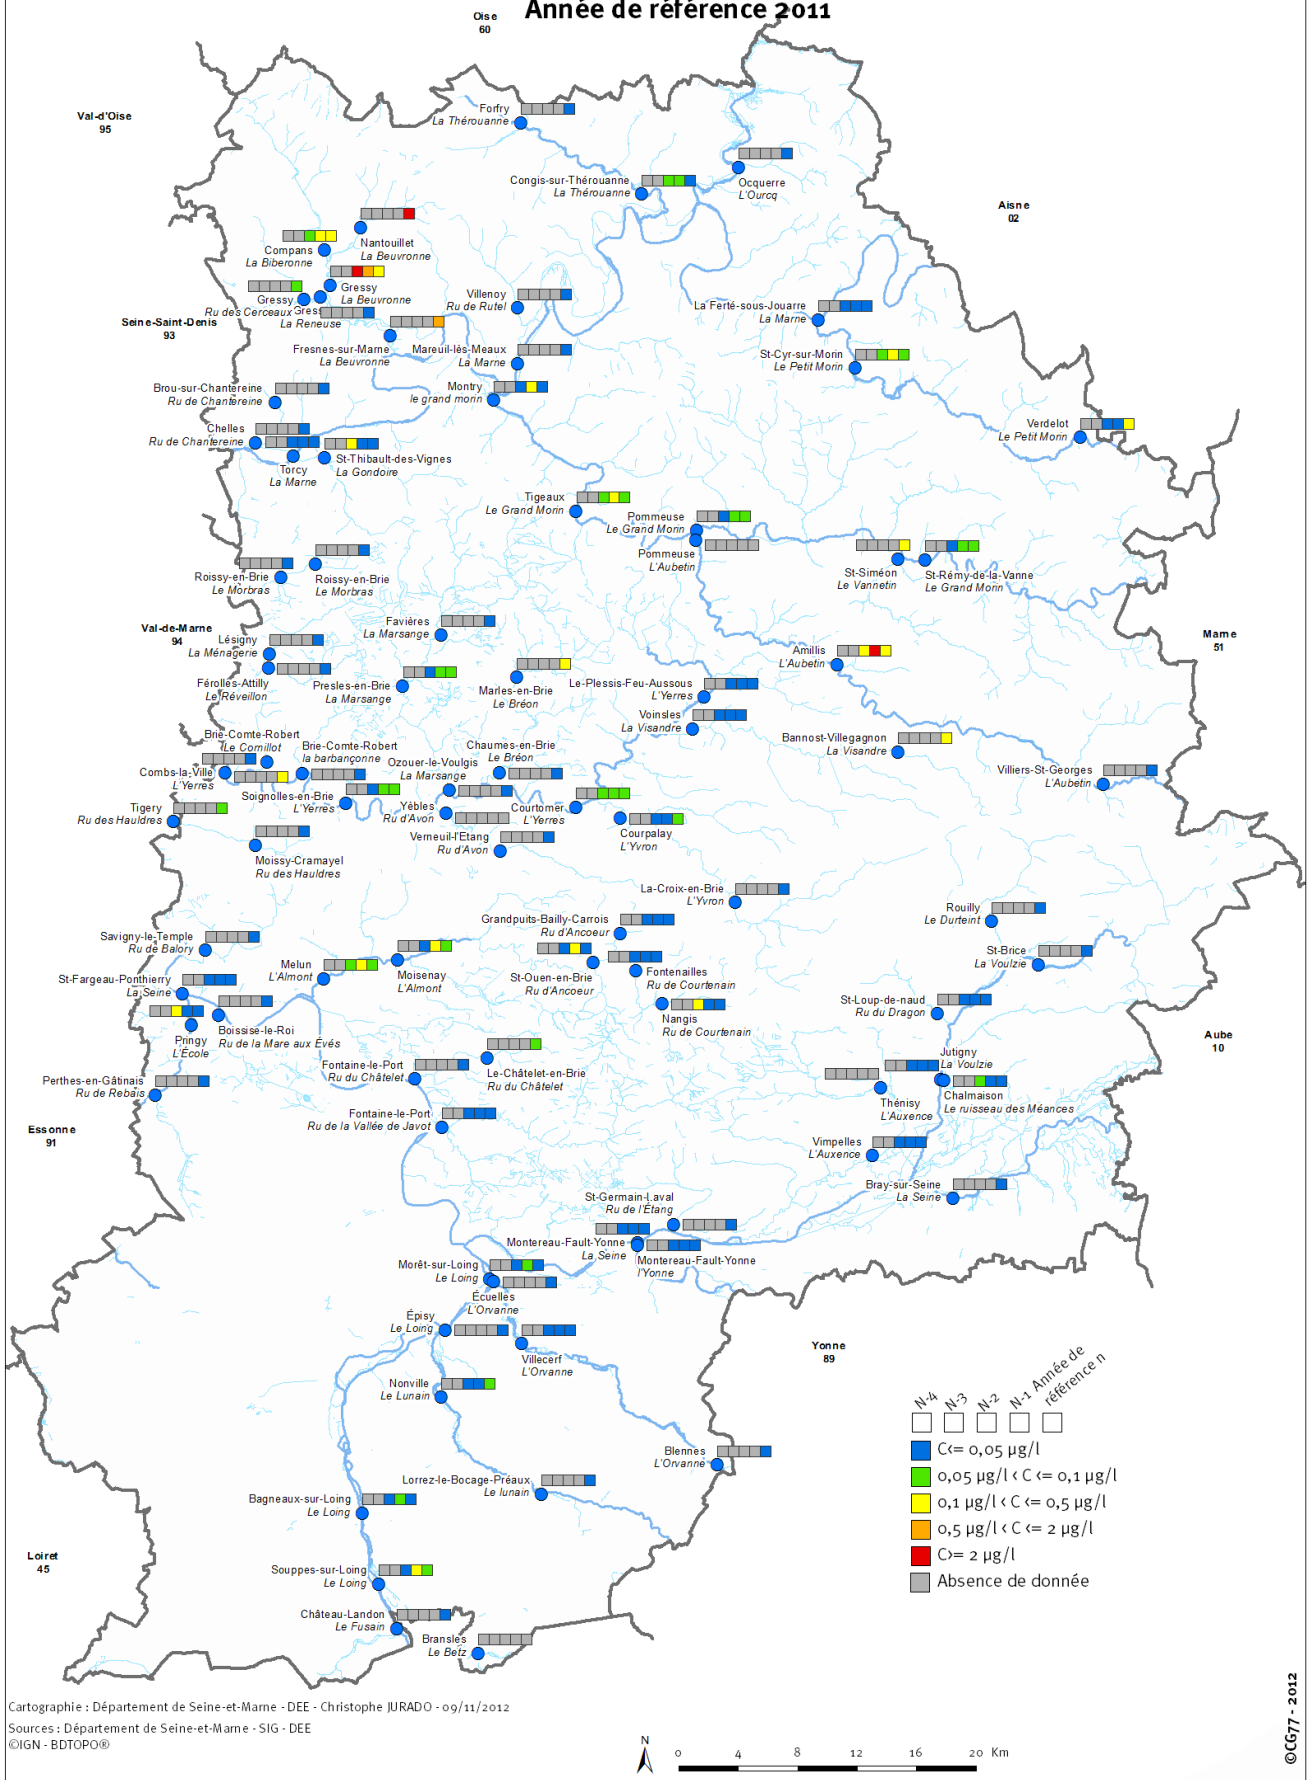 Année de référence 2011
Oise
60
Val-d'Oise
95
Forfry
La Thérouanne
Congis-sur-Thérouanne
La Thérouanne
Ocquerre
L'Ourcq
Aisne
02
Nantouillet
La Beuvronne
Compans
La Biberonne
Gressy
La Beuvronne
Gressy
Ru des Cerceaux
La Reneuse
Seine-Saint-Denis
93
Villenoy
Ru de Rutel
La Ferté-sous-Jouarre
La Marne
Fresnes-sur-Marne
La Beuvronne
Mareuil-lès-Meaux
La Marne
St-Cyr-sur-Morin
Le Petit Morin
Brou-sur-Chantereine
Ru de Chantereine
Montry
le grand morin
Chelles
Ru de Chantereine
Torcy
La Marne
St-Thibault-des-Vignes
La Gondoire
Verdelot
Le Petit Morin
Tigeaux
Le Grand Morin
Pommeuse
Le Grand Morin
Pommeuse
L'Aubetin
St-Siméon
Le Vannetin
St-Rémy-de-la-Vanne
Le Grand Morin
Roissy-en-Brie
Le Morbras
Roissy-en-Brie
Le Morbras
Favières
La Marsange
Val-de-Marne
94
Lésigny
La Ménagerie
Marne
51
Amillis
L'Aubetin
Férolles-Attilly
Le Réveillon
Presles-en-Brie
La Marsange
Marles-en-Brie
Le Bréon
Le-Plessis-Feu-Aussous
L'Yerres
Voinsles
La Visandre
Bannost-Villegagnon
La Visandre
Brie-Comte-Robert
Le Cornillot
Brie-Comte-Robert
la barbançonne
Chaumes-en-Brie
Le Bréon
Ozouer-le-Voulgis
La Marsange
Combs-la-Ville
L'Yerres
Soignolles-en-Brie
L'Yerres
Villiers-St-Georges
L'Aubetin
Tigery
Ru des Hauldres
Yèbles
Ru d'Avon
Courtomer
L'Yerres
Courpalay
L'Yvron
Verneuil-l'Etang
Ru d'Avon
Moissy-Cramayel
Ru des Hauldres
La-Croix-en-Brie
L'Yvron
Rouilly
Le Durteint
Grandpuits-Bailly-Carrois
Ru d'Ancoeur
Savigny-le-Temple
Ru de Balory
St-Brice
La Voulzie
Melun
L'Almont
Moisenay
L'Almont
St-Ouen-en-Brie
Ru d'Ancoeur
Fontenailles
Ru de Courtenain
St-Fargeau-Ponthierry
La Seine
St-Loup-de-naud
Ru du Dragon
Nangis
Ru de Courtenain
Boissise-le-Roi
Ru de la Mare aux Évés
Pringy
L'École
Aube
10
Jutigny
La Voulzie
Fontaine-le-Port
Ru du Châtelet
Le-Châtelet-en-Brie
Ru du Châtelet
Perthes-en-Gâtinais
Ru de Rebais
Thénisy
L'Auxence
Chalmaison
Le ruisseau des Méances
Fontaine-le-Port
Ru de la Vallée de Javot
Essonne
91
Vimpelles
L'Auxence
Bray-sur-Seine
La Seine
St-Germain-Laval
Ru de l'Étang
Montereau-Fault-Yonne
La Seine
Montereau-Fault-Yonne
l'Yonne
Morêt-sur-Loing
Le Loing
Écuelles
L'Orvanne
Épisy
Le Loing
Villecerf
L'Orvanne
Yonne
89
Nonville
Le Lunain
Blennes
L'Orvanne
Lorrez-le-Bocage-Préaux
Le lunain
Bagneaux-sur-Loing
Le Loing
Loiret
45
Souppes-sur-Loing
Le Loing
Château-Landon
Le Fusain
Bransles
Le Betz
N-4
N-3
N-2
N-1
Année de
référence n
C<= 0,05 µg/l
0,05 µg/l < C <= 0,1 µg/l
0,1 µg/l < C <= 0,5 µg/l
0,5 µg/l < C <= 2 µg/l
C>= 2 µg/l
Absence de donnée
Cartographie : Département de Seine-et-Marne - DEE - Christophe JURADO - 09/11/2012
Sources : Département de Seine-et-Marne - SIG - DEE
©IGN - BDTOPO®
N
0 4 8 12 16 20 Km
©CG77 - 2012